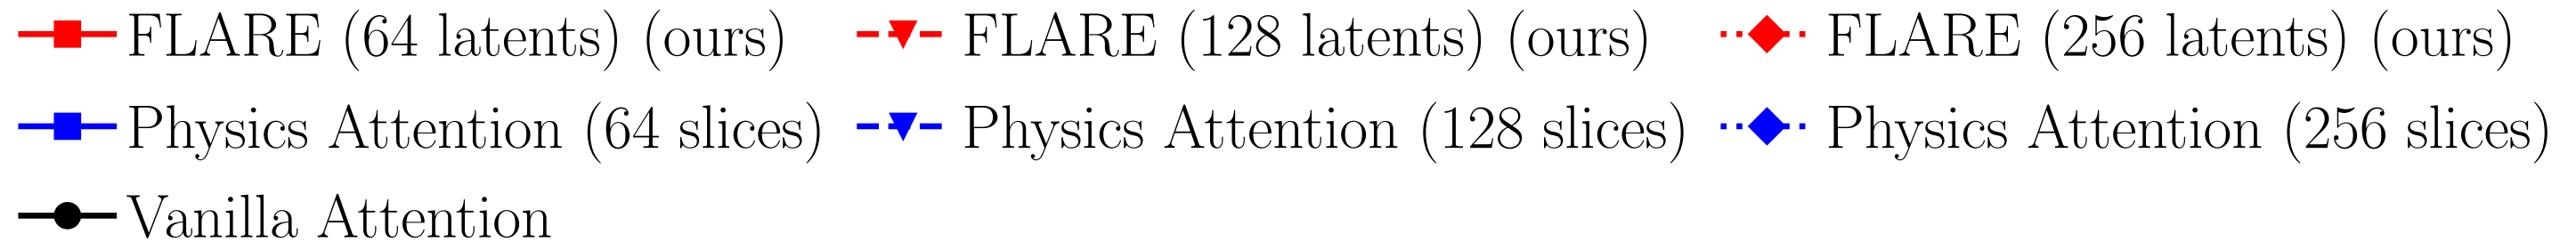 FLARE (64 latents) (ours) FLARE (128 latents) (ours) FLARE (256 latents) (ours)
Physics Attention (64 slices) Physics Attention (128 slices) Physics Attention (256 slices)
Vanilla Attention